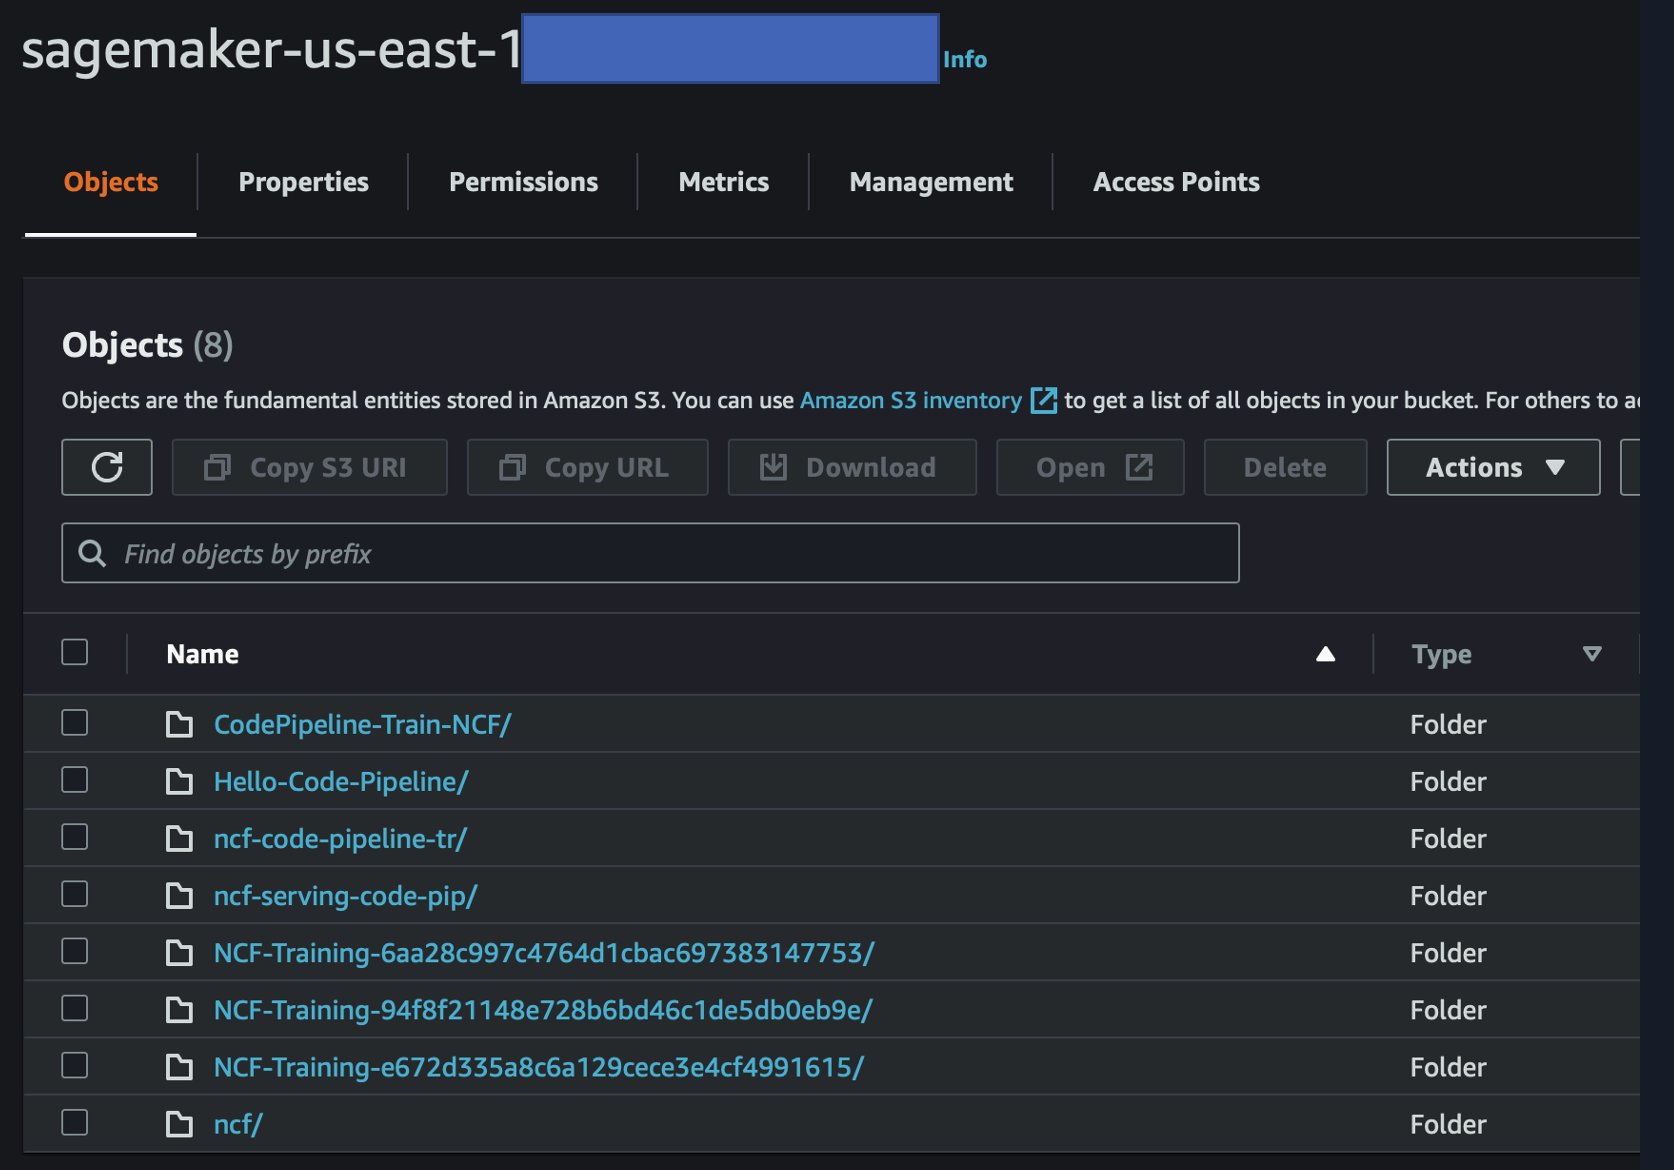 sagemaker-us-east-1
Info
Objects Properties Permissions Metrics Management Access Points
Objects (8)
Objects are the fundamental entities stored in Amazon S3. You can use Amazon S3 inventory to get a list of all objects in your bucket. For others to
Copy S3 URI Copy URL Download Open Delete Actions
Find objects by prefix
Name Type
CodePipeline-Train-NCF/ Folder
Hello-Code-Pipeline/ Folder
ncf-code-pipeline-tr/ Folder
ncf-serving-code-pip/ Folder
NCF-Training-6aa28c997c4764d1cbac697383147753/ Folder
NCF-Training-94f8f21148e728b6bd46c1de5db0eb9e/ Folder
NCF-Training-e672d335a8c6a129cece3e4cf4991615/ Folder
ncf/ Folder